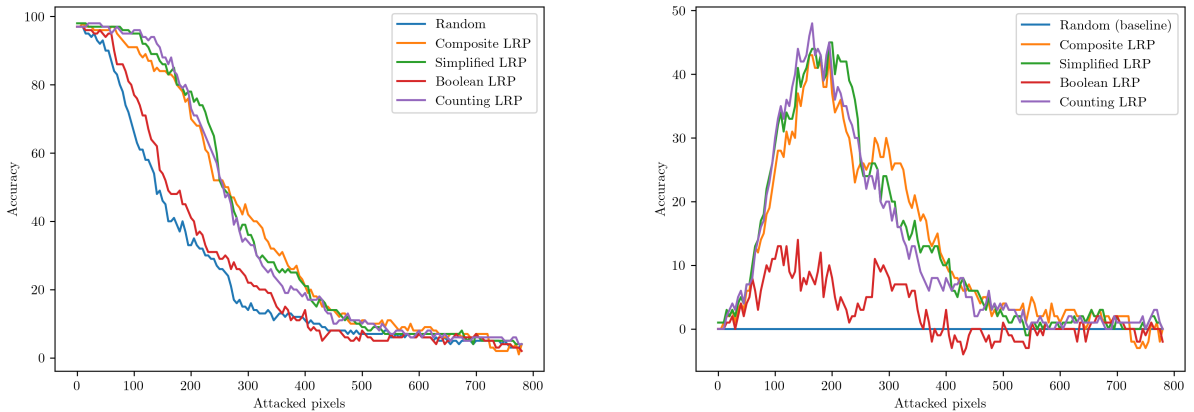 100
80
60
40
20
0
Accuracy
0 100 200 300 400 500 600 700 800
Attacked pixels
Random
Composite LRP
Simplified LRP
Boolean LRP
Counting LRP
50
40
30
20
10
0
Accuracy
0 100 200 300 400 500 600 700 800
Attacked pixels
Random (baseline)
Composite LRP
Simplified LRP
Boolean LRP
Counting LRP